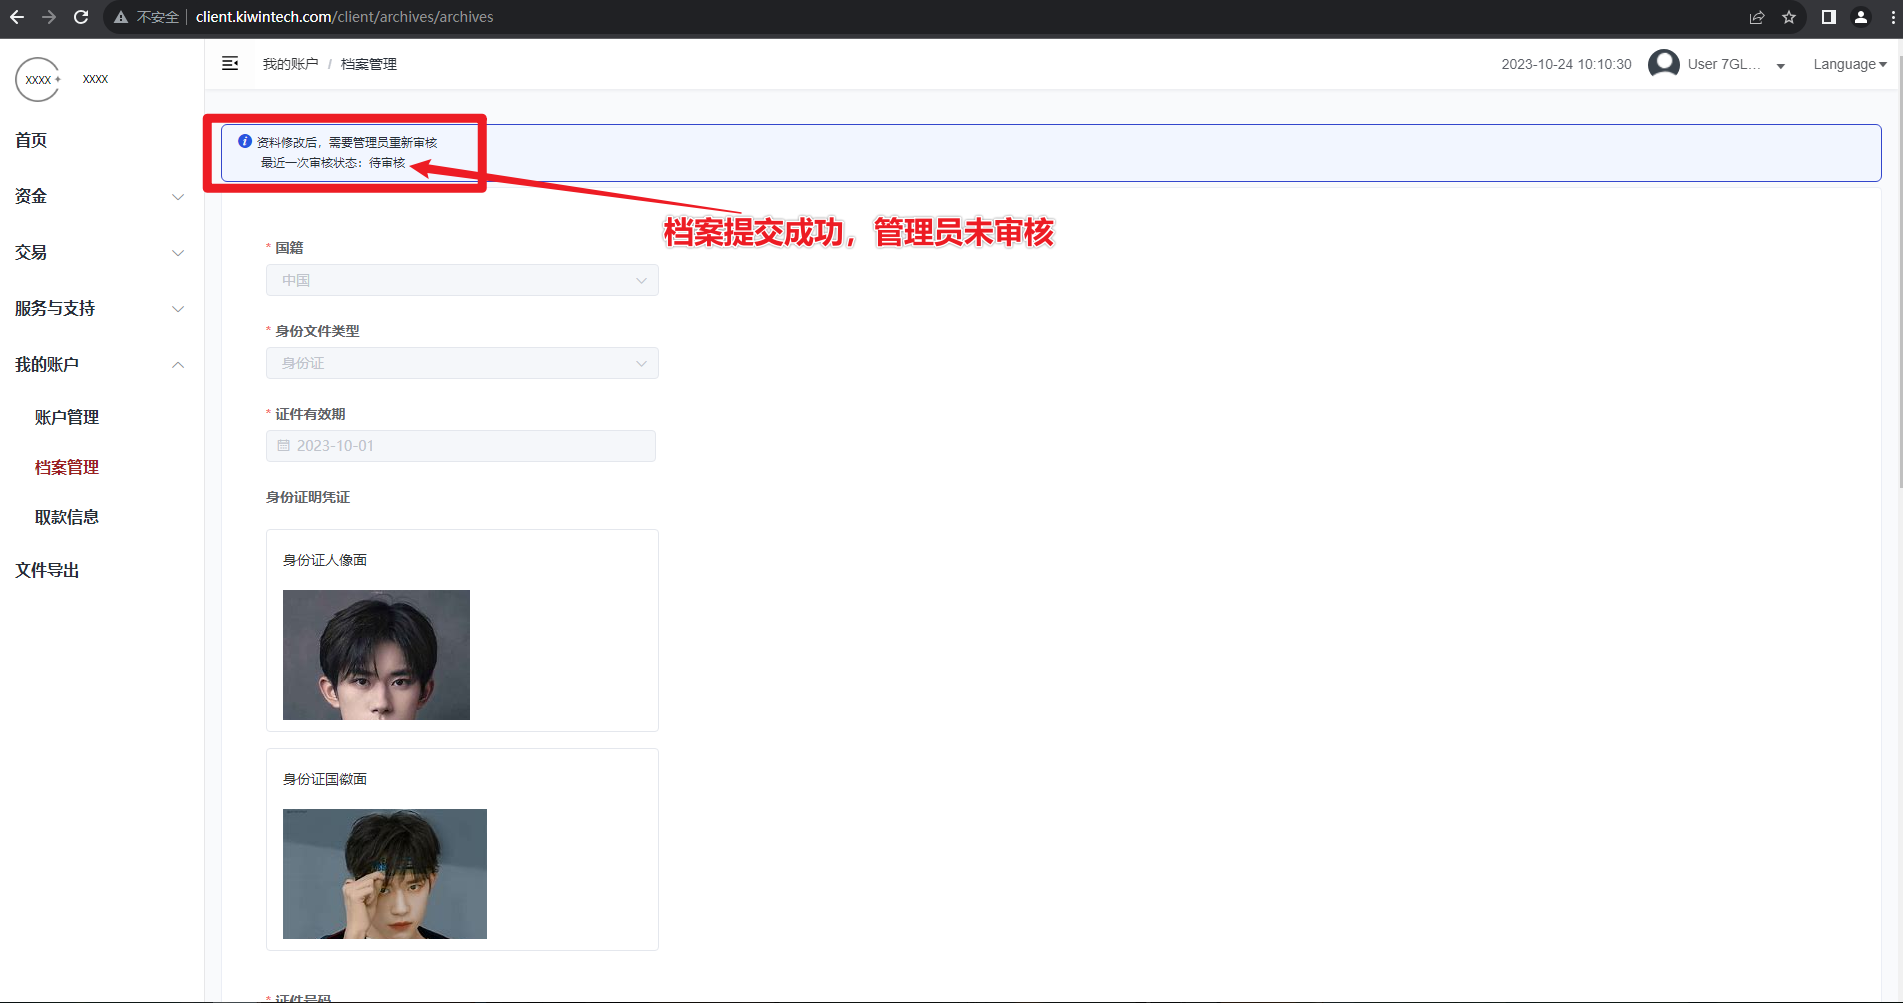 不安全 client.kiwintech.com/client/archives/archives
XXXX XXXX
我的账户 / 档案管理
2023-10-24 10:10:30 User 7GL... Language
首页
资金
交易
服务与支持
我的账户
账户管理
档案管理
取款信息
文件导出
资料修改后，需要管理员重新审核
最近一次审核状态：待审核
档案提交成功，管理员未审核
* 国籍
中国
* 身份文件类型
身份证
* 证件有效期
2023-10-01
身份证明凭证
身份证人像面
身份证国徽面
* 证件号码